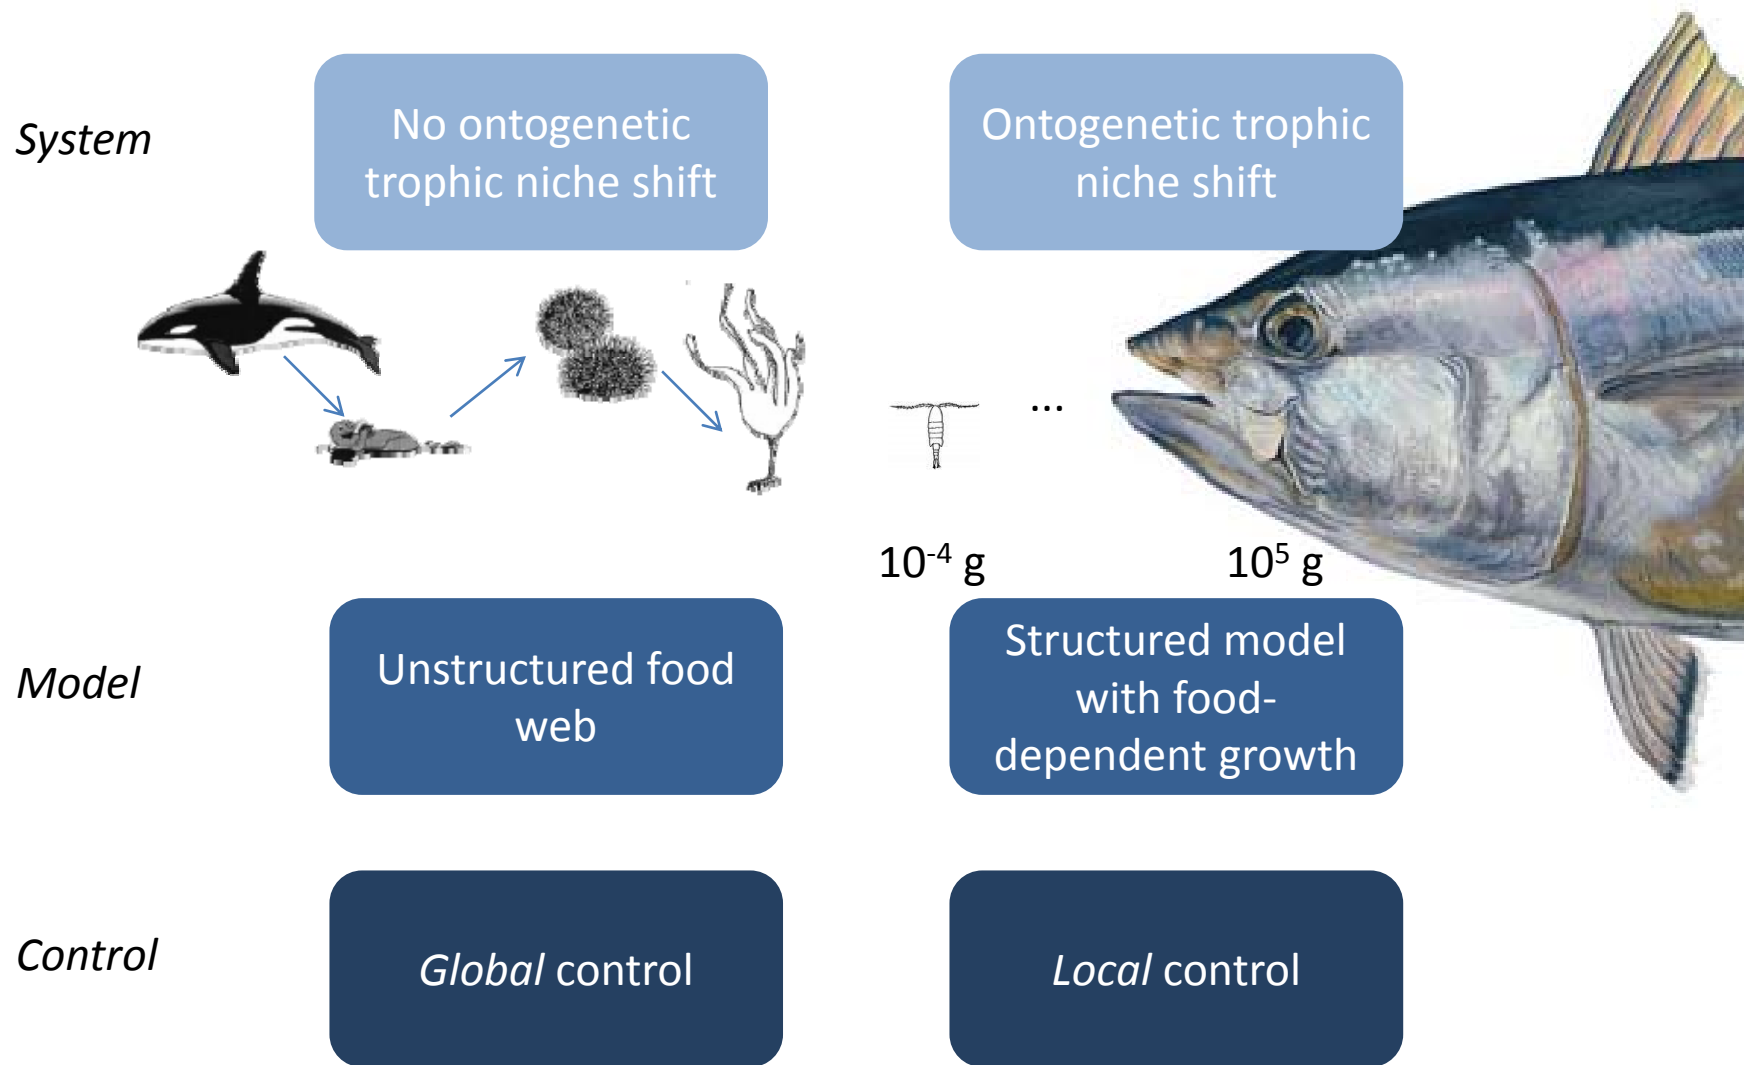 System
No ontogenetic
trophic niche shift
Ontogenetic trophic
niche shift
...
10⁻⁴ g
10⁵ g
Model
Unstructured food
web
Structured model
with food-
dependent growth
Control
Global control
Local control